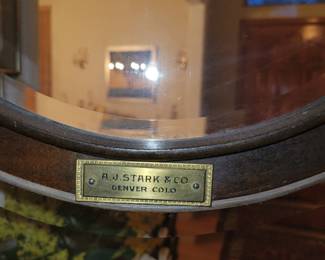 A.J. STARK & CO
DENVER COLO